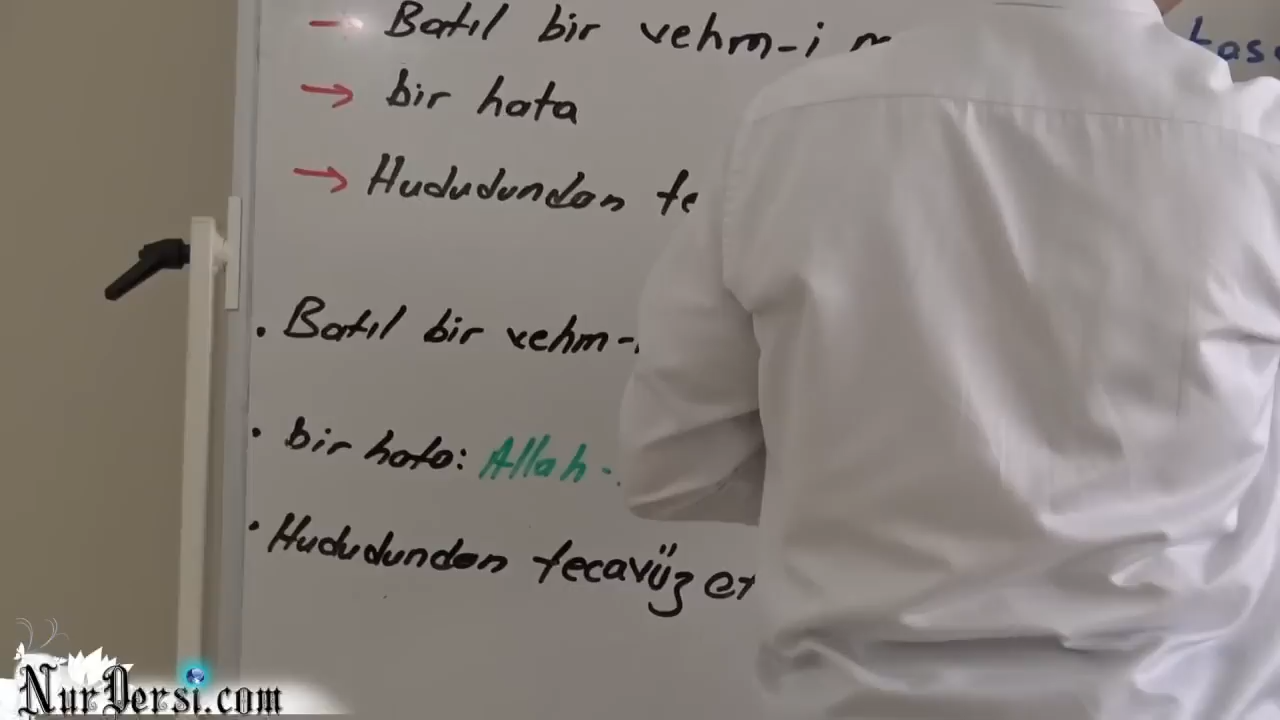 → Batıl bir vehm-i
→ bir hata
→ Hududundan te
• Batıl bir vehm-
• bir hata: Allah-
• Hududundan tecavüz et
NurDersi.com